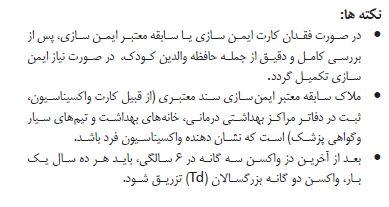 نکته ها:
• در صورت فقدان کارت ایمن سازی یا سابقه معتبر ایمن سازی، پس از
بررسی کامل و دقیق از جمله حافظه والدین کودک، در صورت نیاز ایمن
سازی تکمیل گردد.
• ملاک سابقه معتبر ایمن‌سازی سند معتبری (از قبیل کارت واکسیناسیون،
ثبت در دفاتر مراکز بهداشتی درمانی، خانه‌های بهداشت و تیم‌های سیار
وگواهی پزشک) است که نشان دهنده واکسیناسیون فرد باشد.
• بعد از آخرین دز واکسن سه گانه در ۶ سالگی، باید هر ده سال یک
بار، واکسن دو گانه بزرگسالان (Td) تزریق شود.